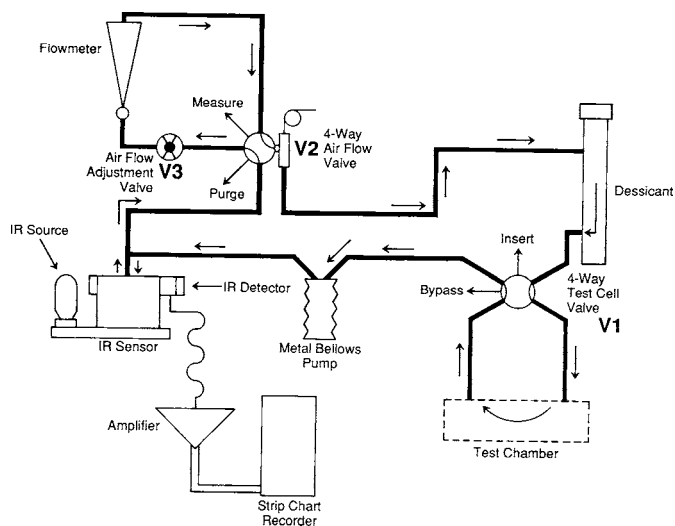 Flowmeter
Measure
4-Way
Air Flow
Valve
V2
Air Flow
Adjustment
Valve
V3
Purge
Dessicant
IR Source
Insert
IR Detector
Bypass
4-Way
Test Cell
Valve
V1
IR Sensor
Metal Bellows
Pump
Amplifier
Test Chamber
Strip Chart
Recorder